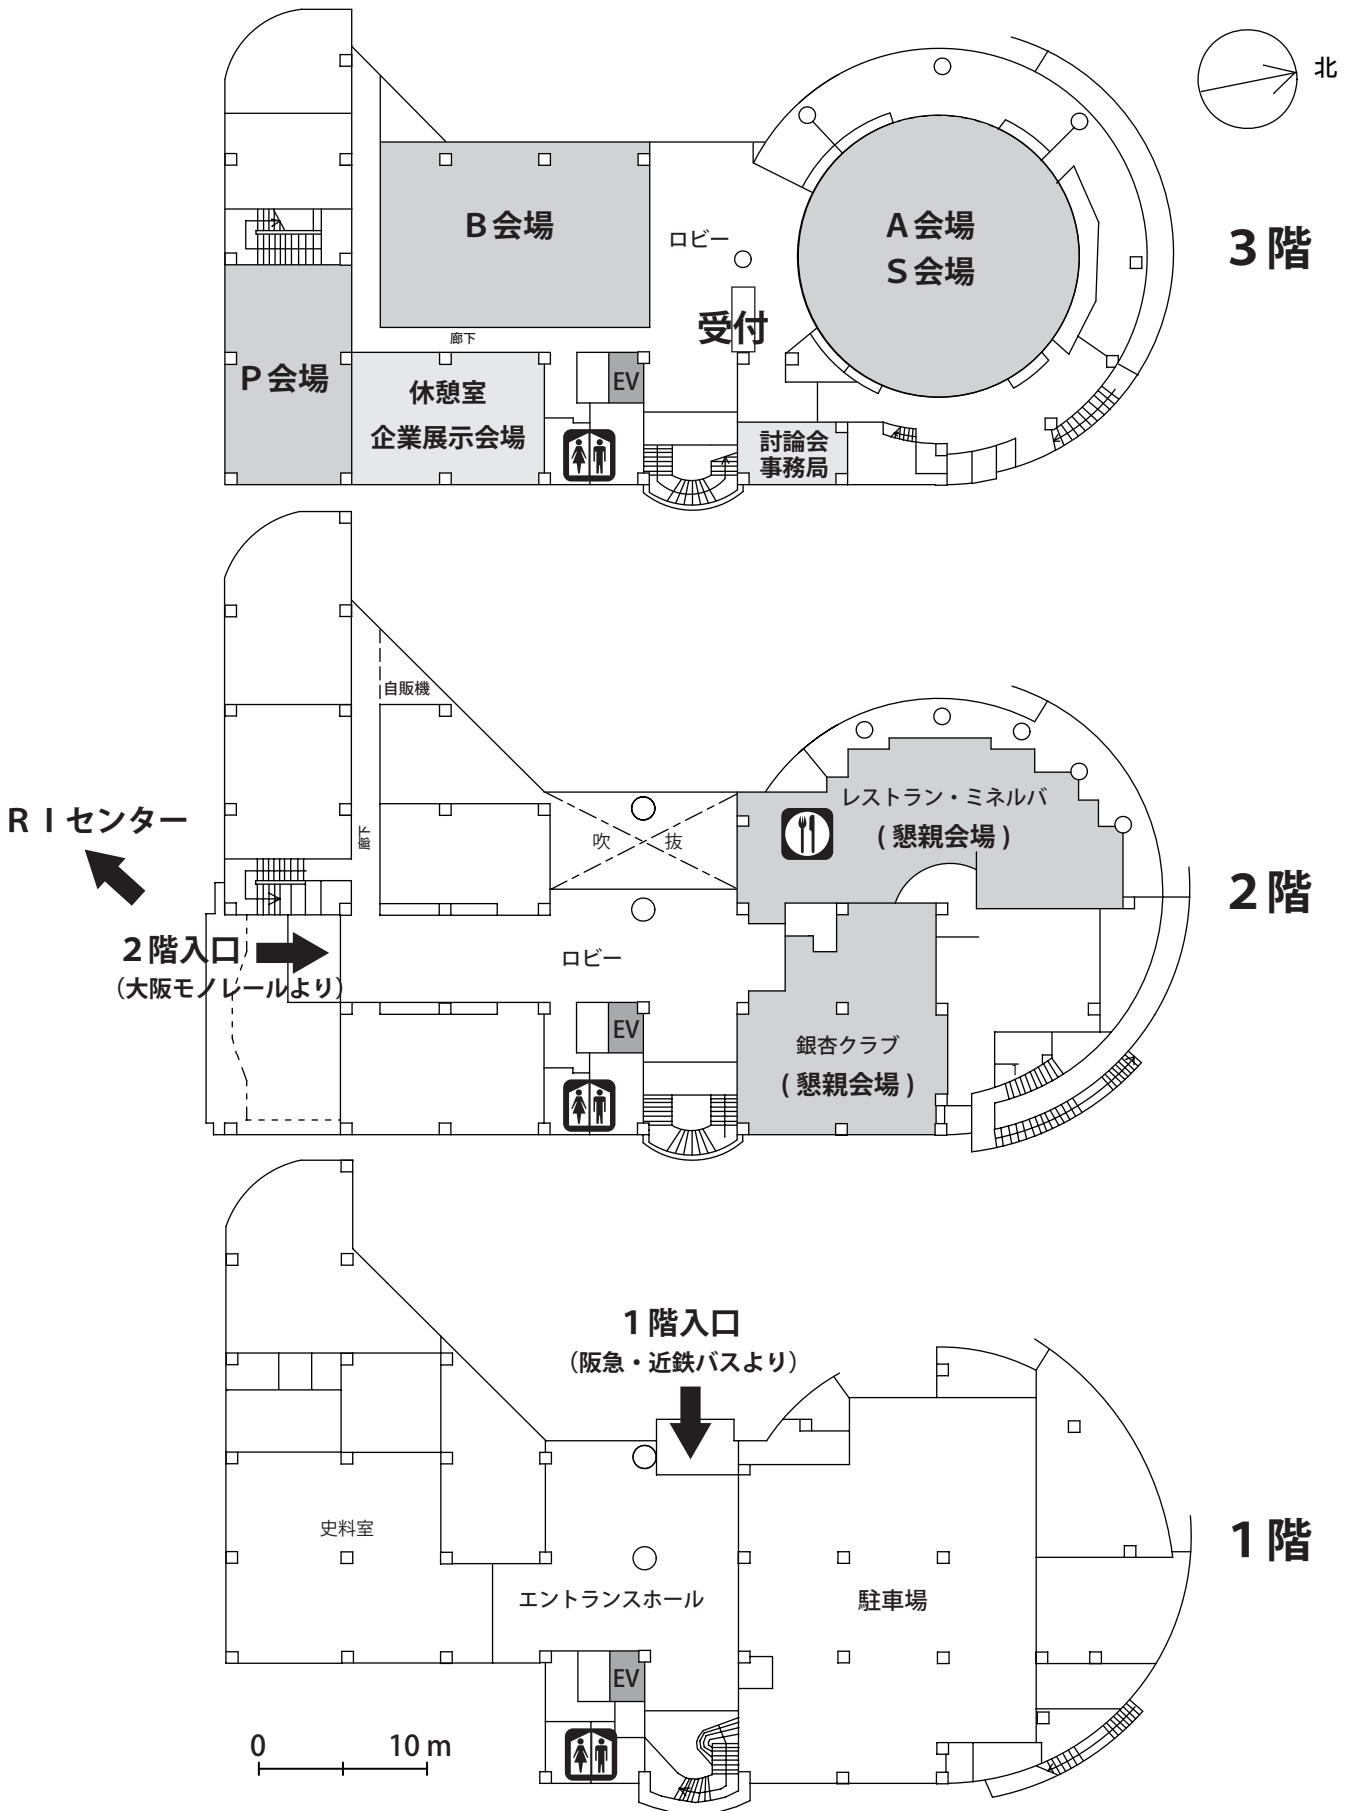 北
B会場
ロビー
A会場
S会場
3階
受付
廊下
P会場
休憩室
企業展示会場
EV
討論会
事務局
自販機
RIセンター
廊下
吹 抜
レストラン・ミネルバ
(懇親会場)
2階
2階入口
(大阪モノレールより)
ロビー
EV
銀杏クラブ
(懇親会場)
1階入口
(阪急・近鉄バスより)
史料室
1階
エントランスホール
駐車場
EV
0 10 m